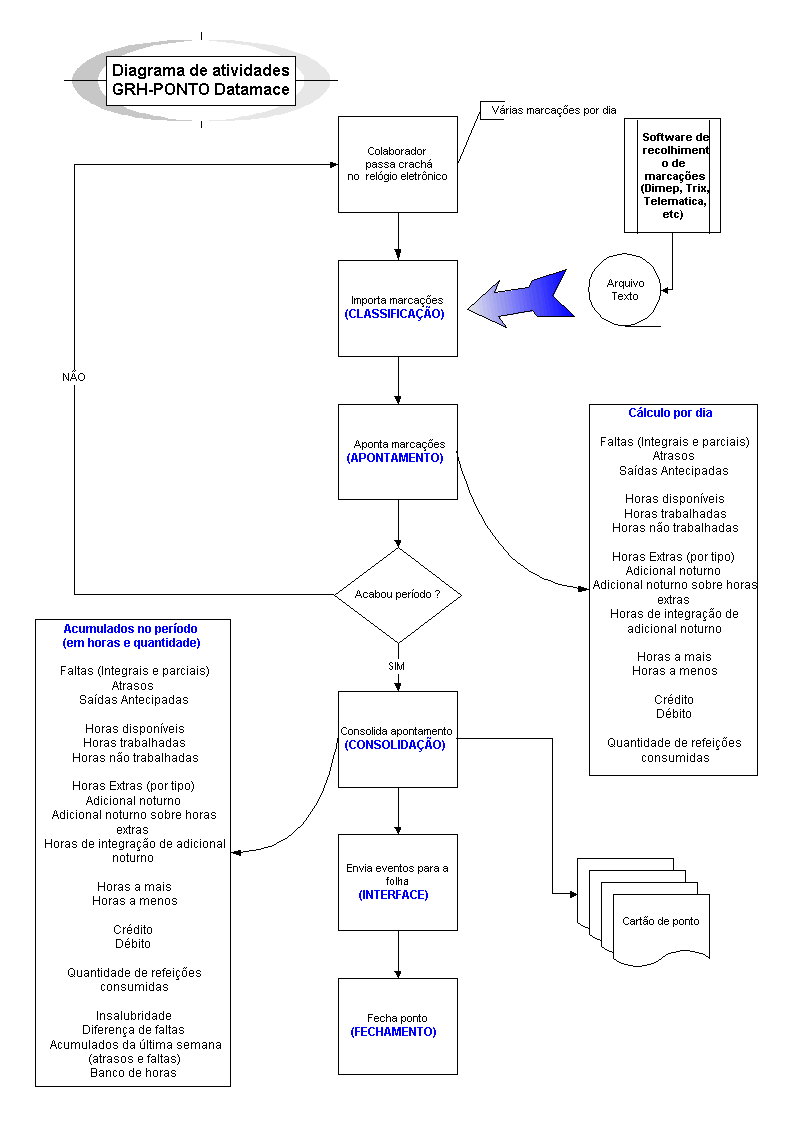 Diagrama de atividades
GRH-PONTO Datamace
Várias marcações por dia
Colaborador
passa crachá
no relógio eletrônico
Software de
recolhiment
o de
marcações
(Dimep, Trix,
Telematica,
etc)
Arquivo
Texto
Importa marcações
(CLASSIFICAÇÃO)
NÃO
Aponta marcações
(APONTAMENTO)
Cálculo por dia
Faltas (Integrais e parciais)
Atrasos
Saídas Antecipadas
Horas disponíveis
Horas trabalhadas
Horas não trabalhadas
Horas Extras (por tipo)
Adicional noturno
Adicional noturno sobre horas
extras
Horas de integração de
adicional noturno
Horas a mais
Horas a menos
Crédito
Débito
Quantidade de refeições
consumidas
Acabou período ?
SIM
Acumulados no período
(em horas e quantidade)
Faltas (Integrais e parciais)
Atrasos
Saídas Antecipadas
Horas disponíveis
Horas trabalhadas
Horas não trabalhadas
Horas Extras (por tipo)
Adicional noturno
Adicional noturno sobre horas
extras
Horas de integração de adicional
noturno
Horas a mais
Horas a menos
Crédito
Débito
Quantidade de refeições
consumidas
Insalubridade
Diferença de faltas
Acumulados da última semana
(atrasos e faltas)
Banco de horas
Consolida apontamento
(CONSOLIDAÇÃO)
Envia eventos para a
folha
(INTERFACE)
Cartão de ponto
Fecha ponto
(FECHAMENTO)